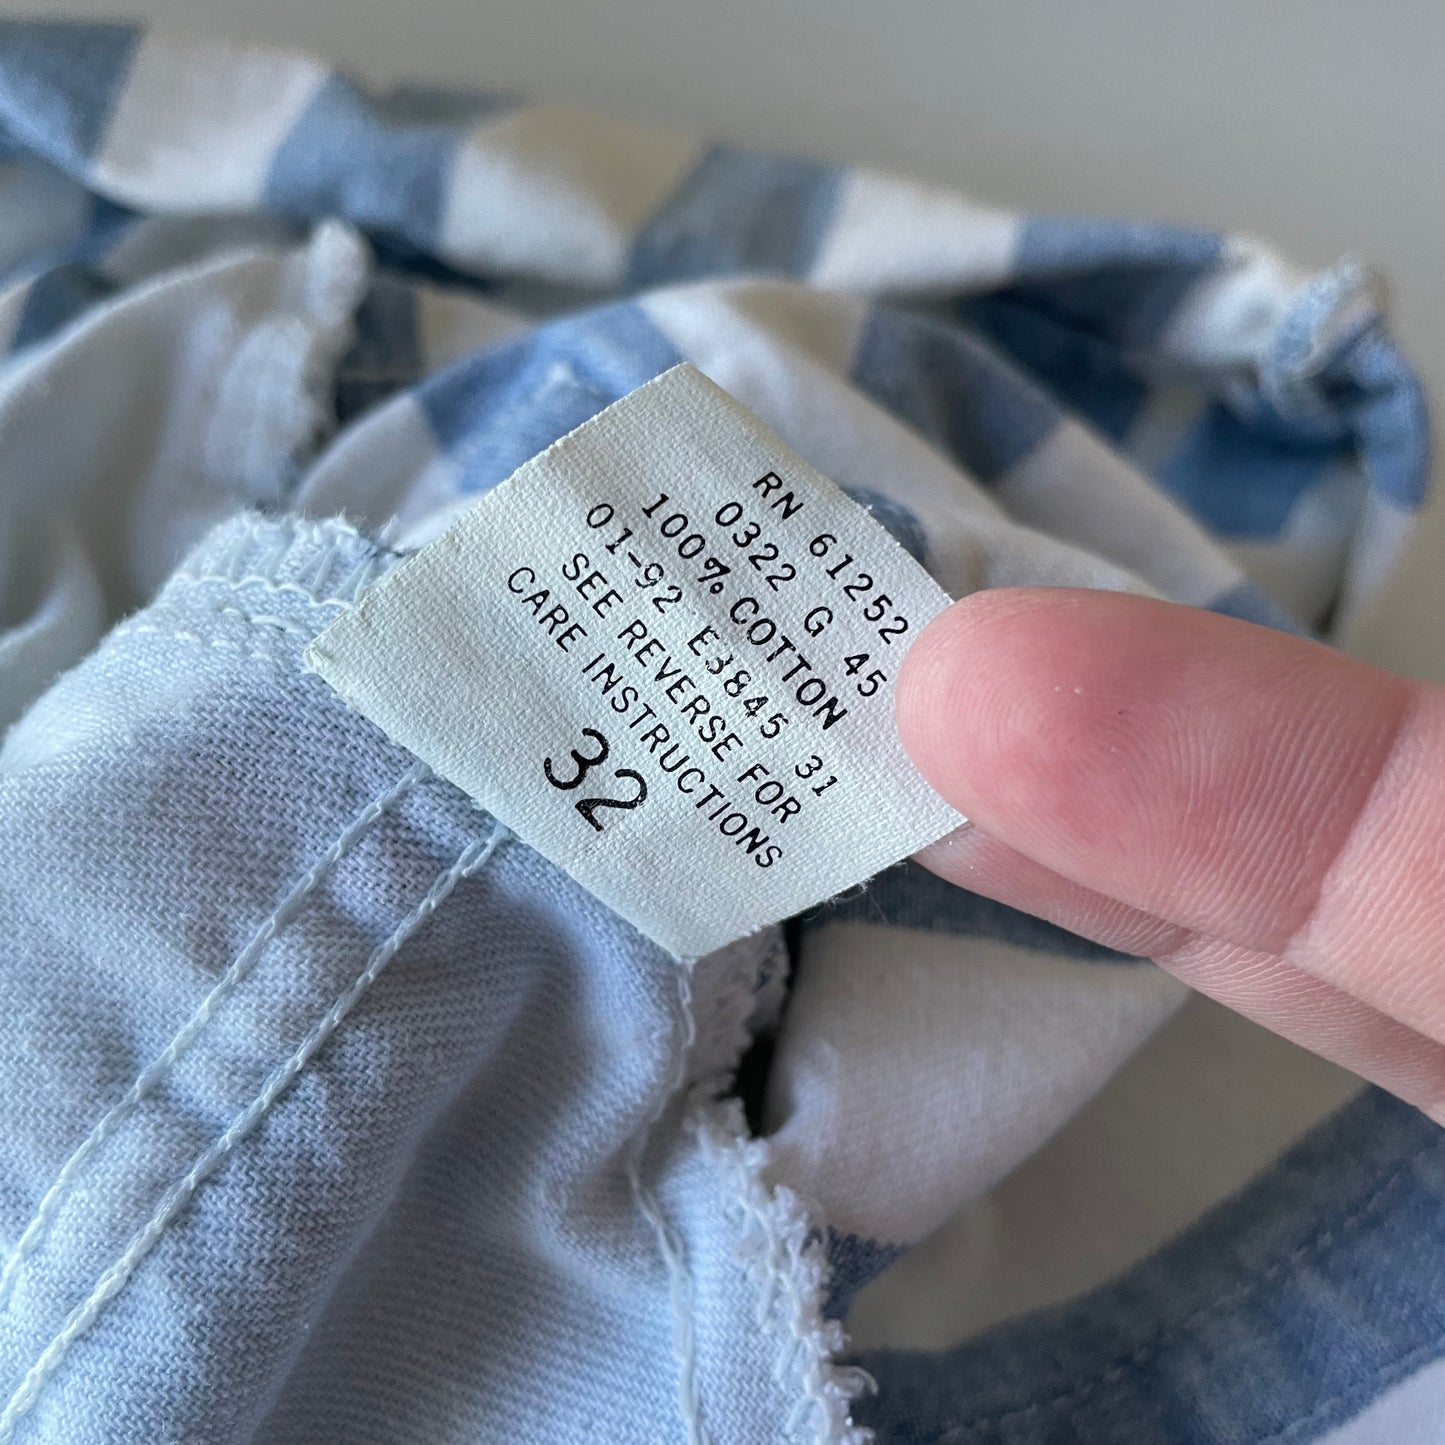 RN 61252
0322 G 45
100% COTTON
01-92 E3845 31
SEE REVERSE FOR
CARE INSTRUCTIONS
32